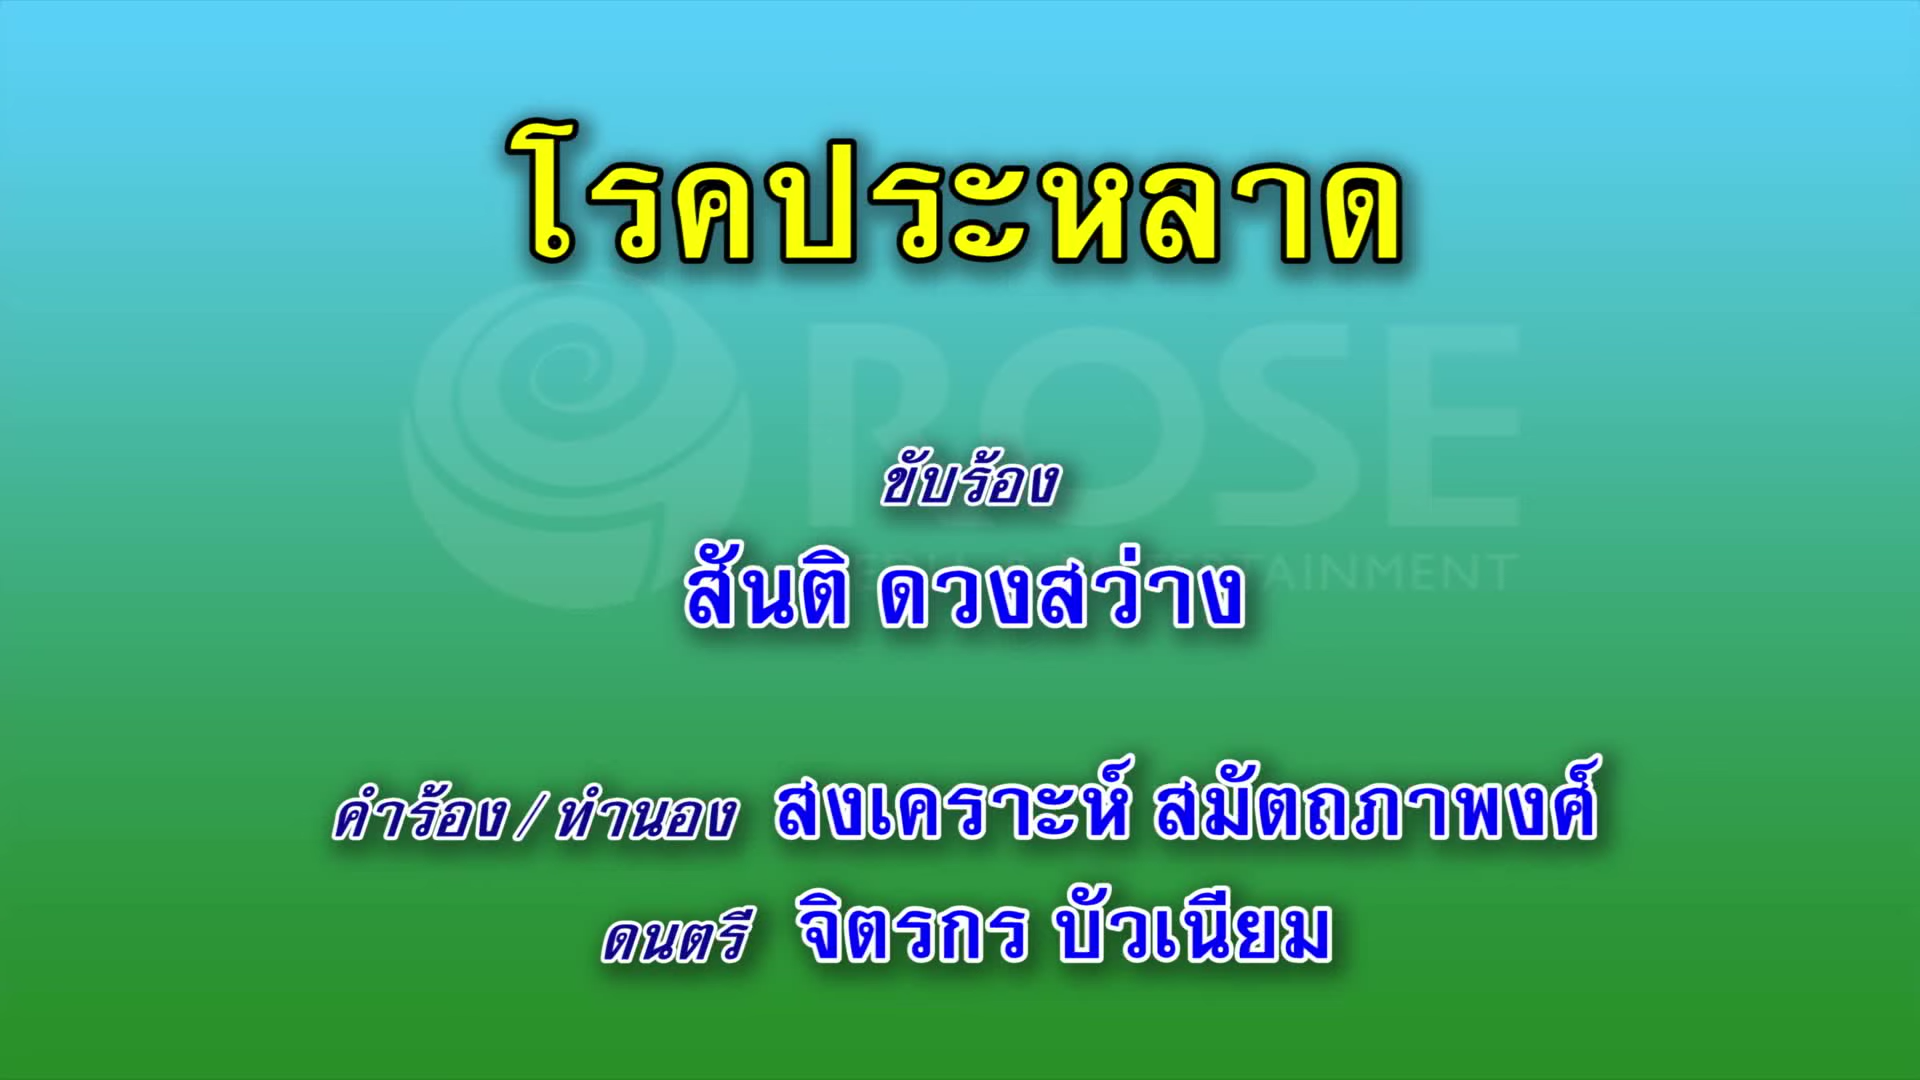 โรคประหลาด
ROSE
ขับร้อง
สันติ ดวงสว่าง
คำร้อง / ทำนอง สงเคราะห์ สมัตถภาพงศ์
ดนตรี จิตรกร บัวเนียม